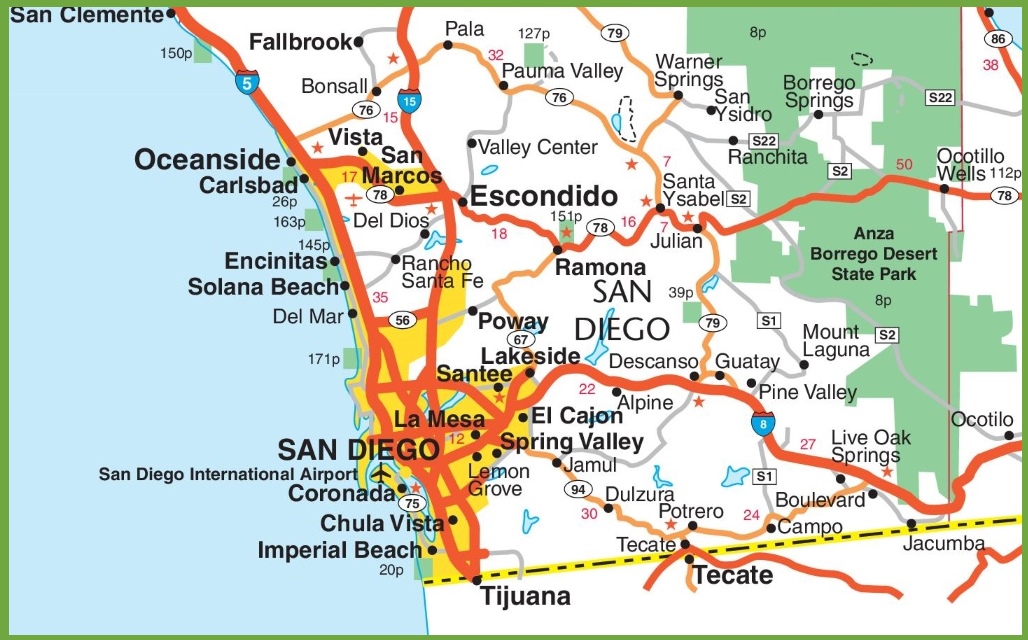 San Clemente
150p
5
Fallbrook
Pala
32
127p
79
8p
86
38
Bonsall
76
15
15
Pauma Valley
76
Warner
Springs
San
Ysidro
Borrego
Springs
S22
S22
Ranchita
S2
Oceanside
Carlsbad
26p
163p
Vista
17
San
Marcos
78
Valley Center
Escondido
7
Santa
Ysabel
S2
50
Ocotillo
Wells
112p
78
Del Dios
18
151p
78
16
7
Julian
145p
Encinitas
Solana Beach
Del Mar
Rancho
Santa Fe
35
56
Ramona
SAN
DIEGO
39p
79
Anza
Borrego Desert
State Park
8p
S1
S2
Mount
Laguna
Poway
67
171p
Lakeside
Santee
22
Descanso
Guatay
Pine Valley
Alpine
8
La Mesa
El Cajon
SAN DIEGO
12
Spring Valley
San Diego International Airport
Lemon
Grove
Jamul
Coronada
75
94
Dulzura
30
S1
27
Live Oak
Springs
Ocotilo
Boulevard
Potrero
24
Campo
Chula Vista
Imperial Beach
20p
Tecate
Tecate
Jacumba
Tijuana